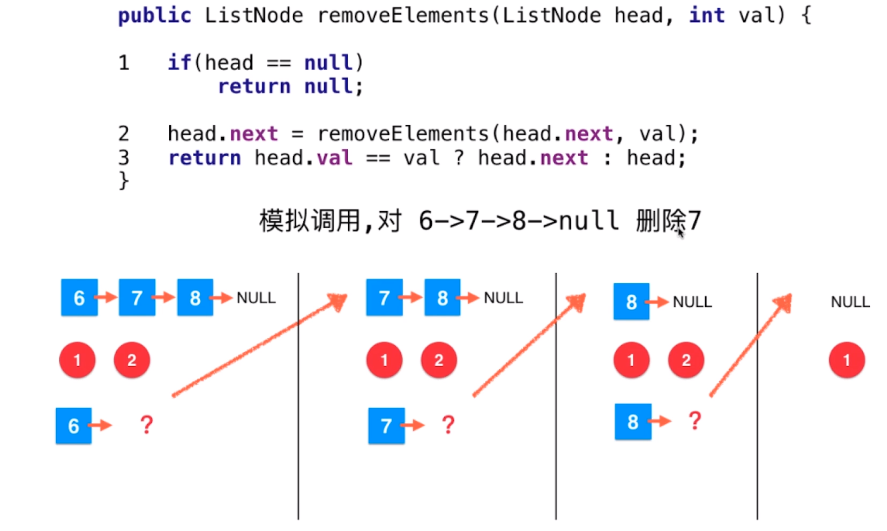 public ListNode removeElements(ListNode head, int val) {
1 if(head == null)
return null;
2 head.next = removeElements(head.next, val);
3 return head.val == val ? head.next : head;
}
模拟调用,对 6->7->8->null 删除7
6 7 8 NULL
7 8 NULL
8 NULL
NULL
1 2
1 2
1 2
1
6 ?
7 ?
8 ?